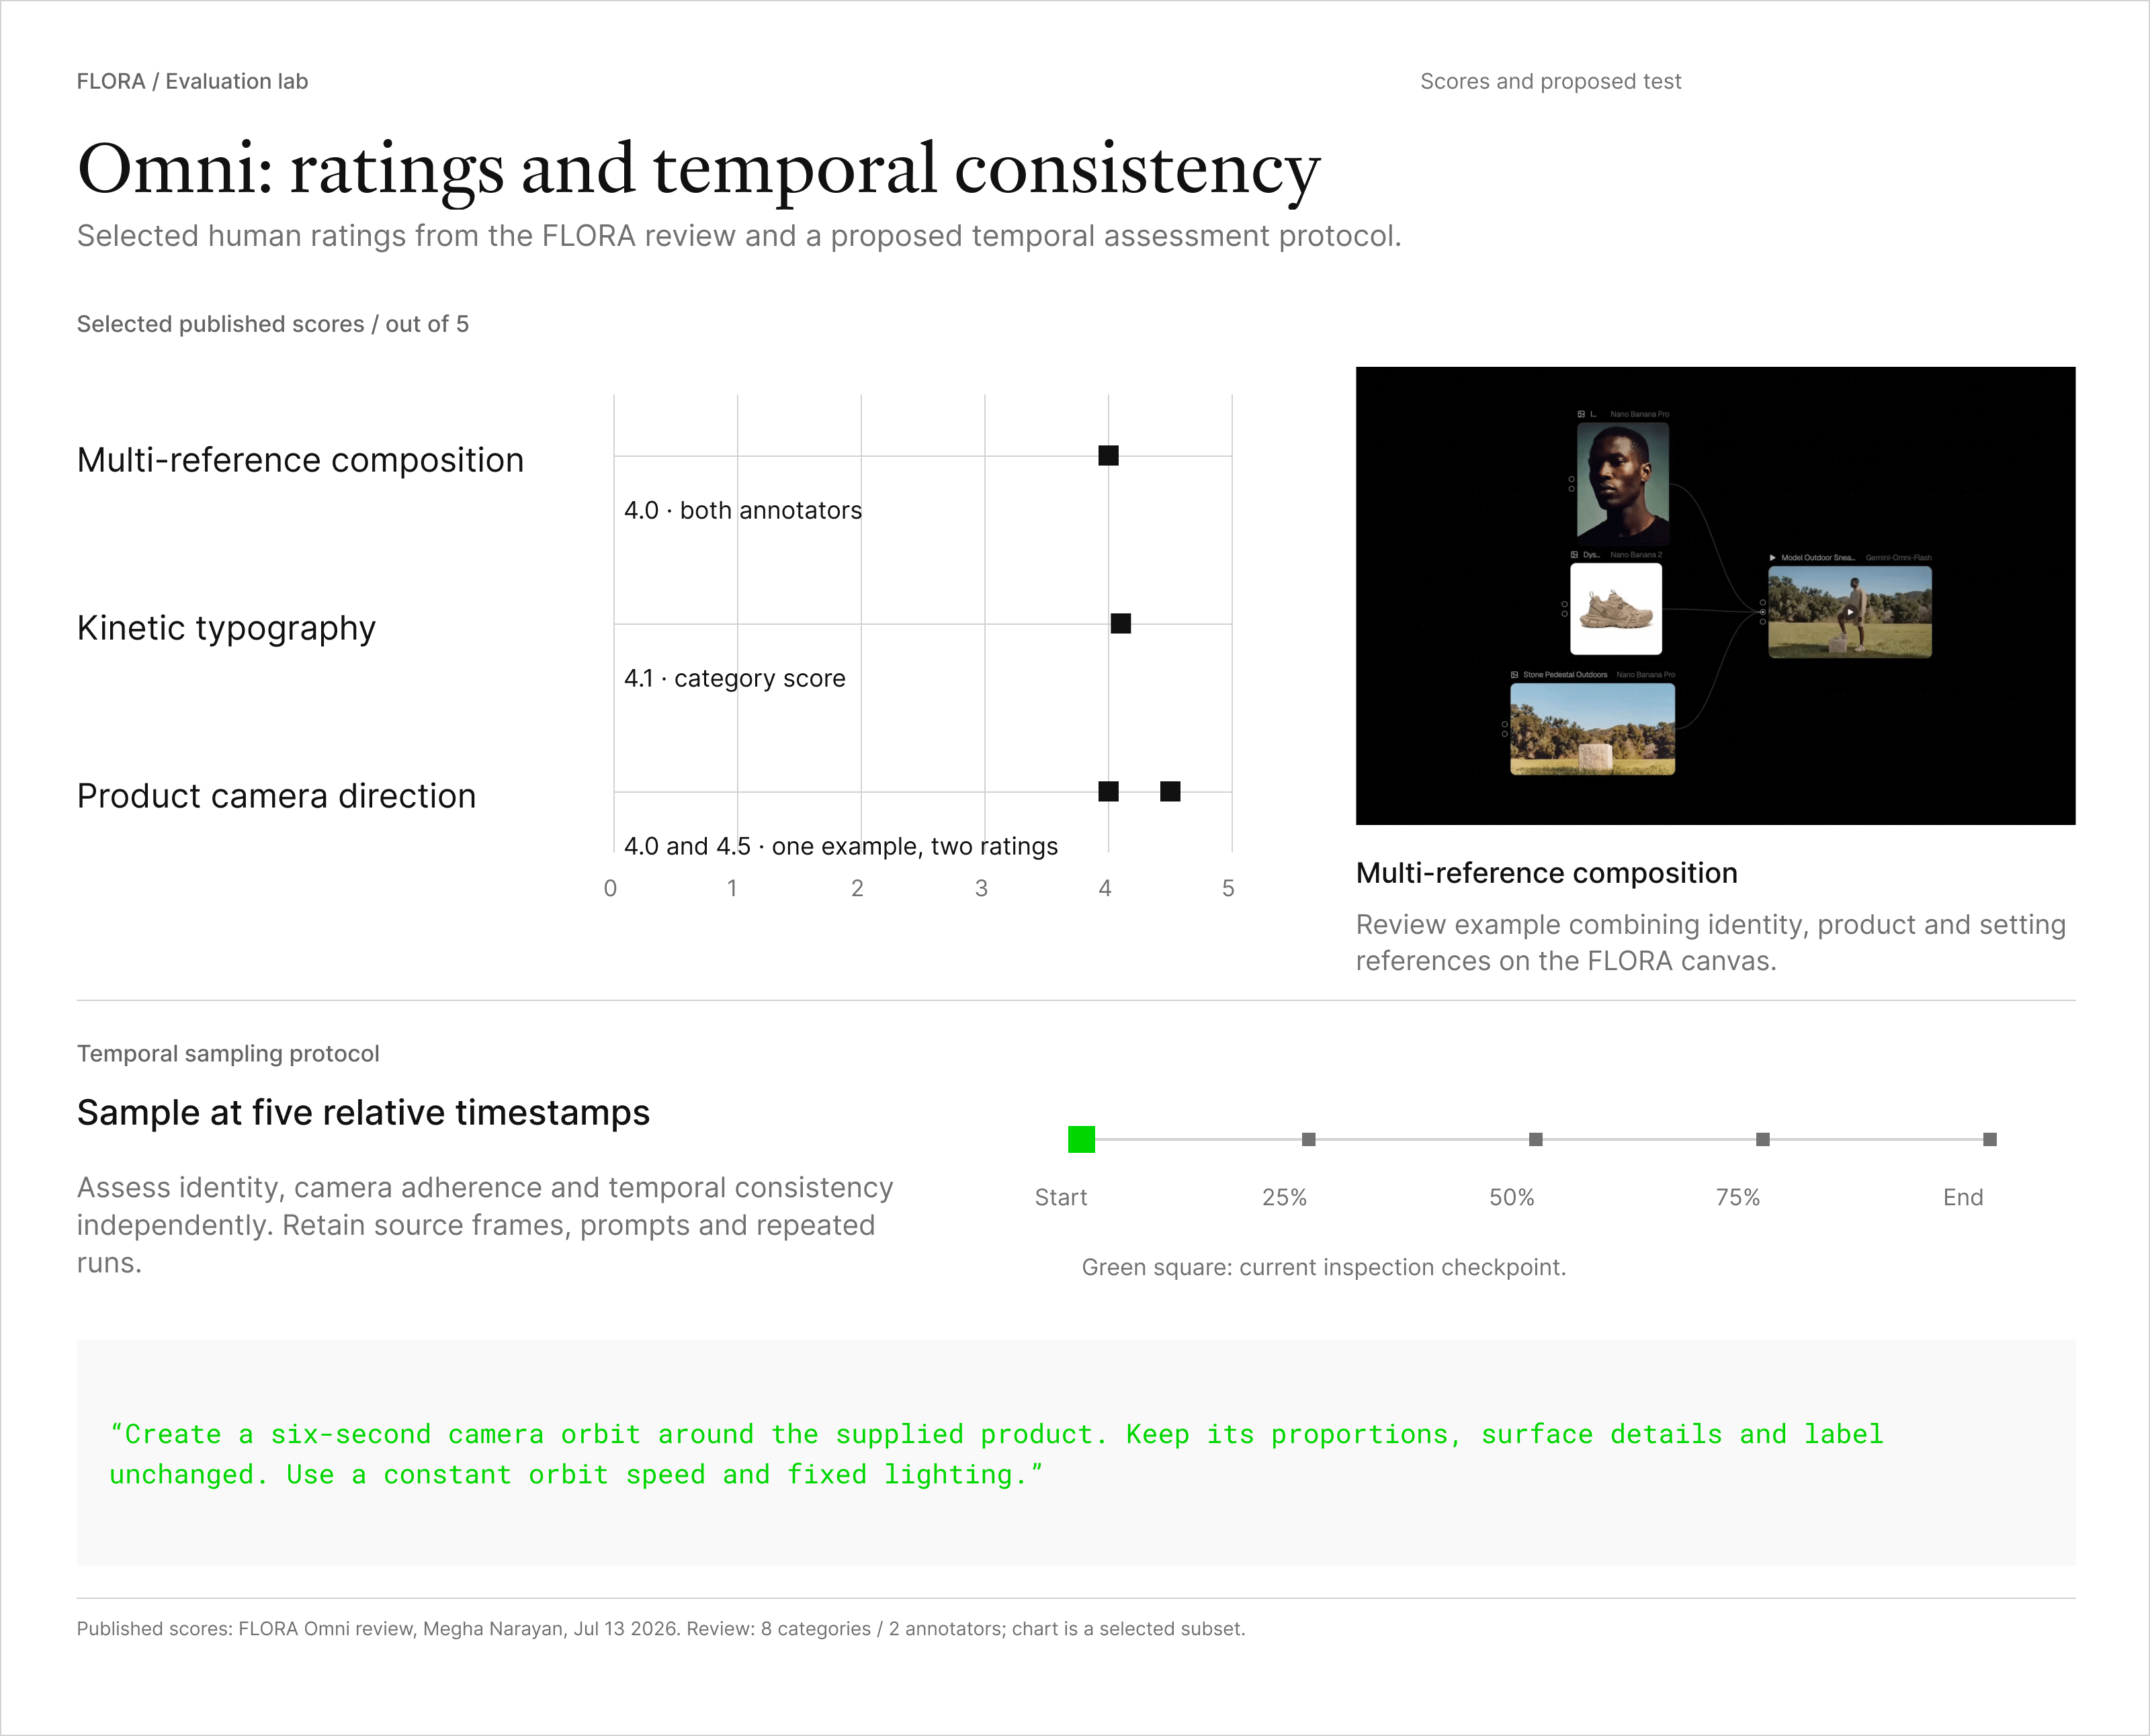 FLORA / Evaluation lab
Scores and proposed test
Omni: ratings and temporal consistency
Selected human ratings from the FLORA review and a proposed temporal assessment protocol.
Selected published scores / out of 5
Multi-reference composition
4.0 · both annotators
Kinetic typography
4.1 · category score
Product camera direction
4.0 and 4.5 · one example, two ratings
0 1 2 3 4 5
L. Nano Banana Pro
Dys... Nano Banana 2
Model Outdoor Snea... Gemini-Omni-Flash
Stone Pedestal Outdoors Nano Banana Pro
Multi-reference composition
Review example combining identity, product and setting
references on the FLORA canvas.
Temporal sampling protocol
Sample at five relative timestamps
Assess identity, camera adherence and temporal consistency
independently. Retain source frames, prompts and repeated
runs.
Start 25% 50% 75% End
Green square: current inspection checkpoint.
“Create a six-second camera orbit around the supplied product. Keep its proportions, surface details and label
unchanged. Use a constant orbit speed and fixed lighting.”
Published scores: FLORA Omni review, Megha Narayan, Jul 13 2026. Review: 8 categories / 2 annotators; chart is a selected subset.